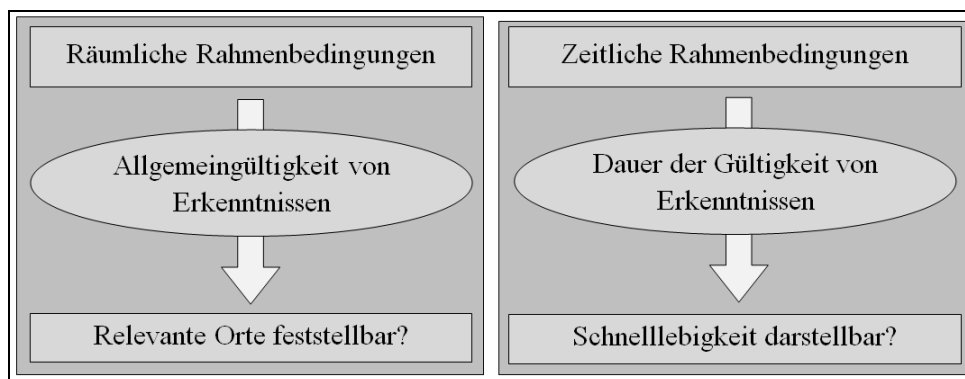 Räumliche Rahmenbedingungen
Allgemeingültigkeit von
Erkenntnissen
Relevante Orte feststellbar?
Zeitliche Rahmenbedingungen
Dauer der Gültigkeit von
Erkenntnissen
Schnelllebigkeit darstellbar?